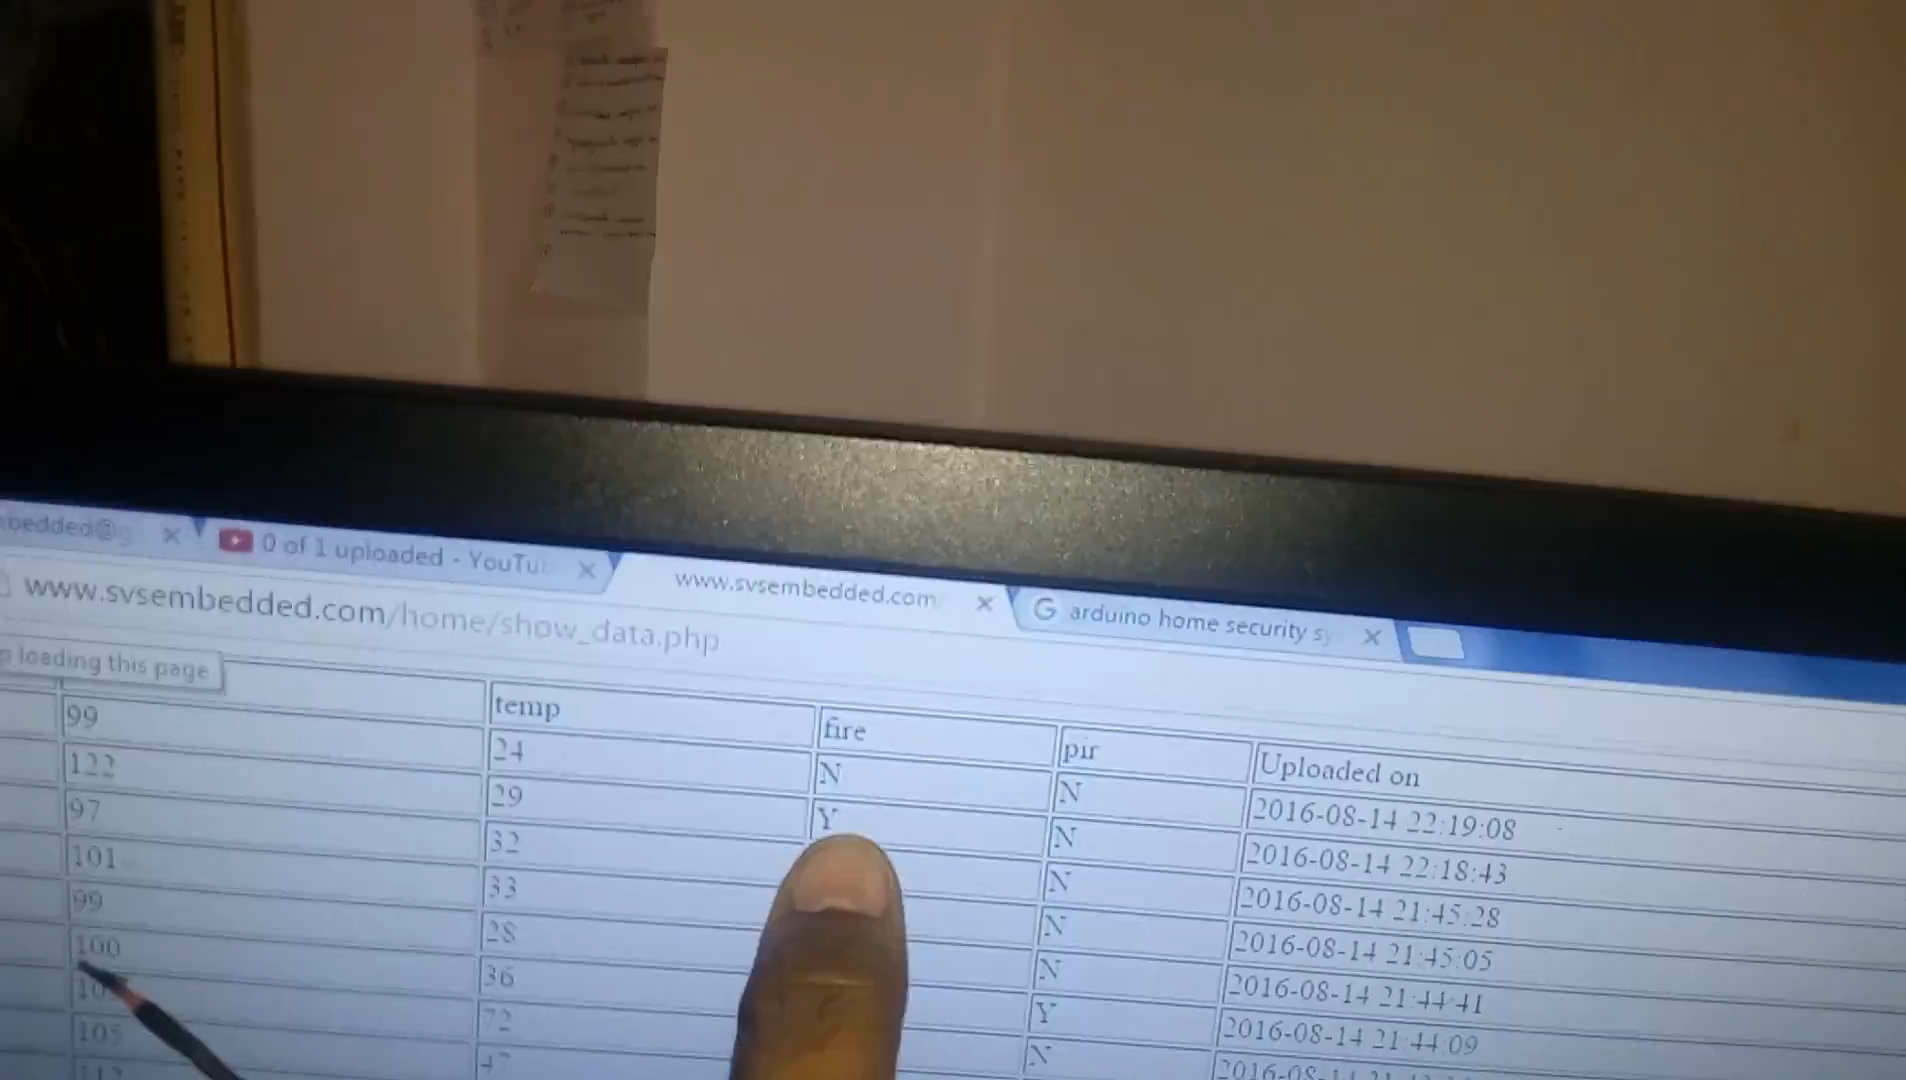 0 of 1 uploaded - YouTu
www.svsembedded.com
arduino home security s
www.svsembedded.com/home/show_data.php
loading this page
temp fire pir Uploaded on
99 24 N N 2016-08-14 22:19:08
122 29 Y N 2016-08-14 22:18:43
97 32 N 2016-08-14 21:45:28
101 33 N 2016-08-14 21:45:05
99 28 N 2016-08-14 21:44:41
100 36 Y 2016-08-14 21:44:09
72 N
105 47